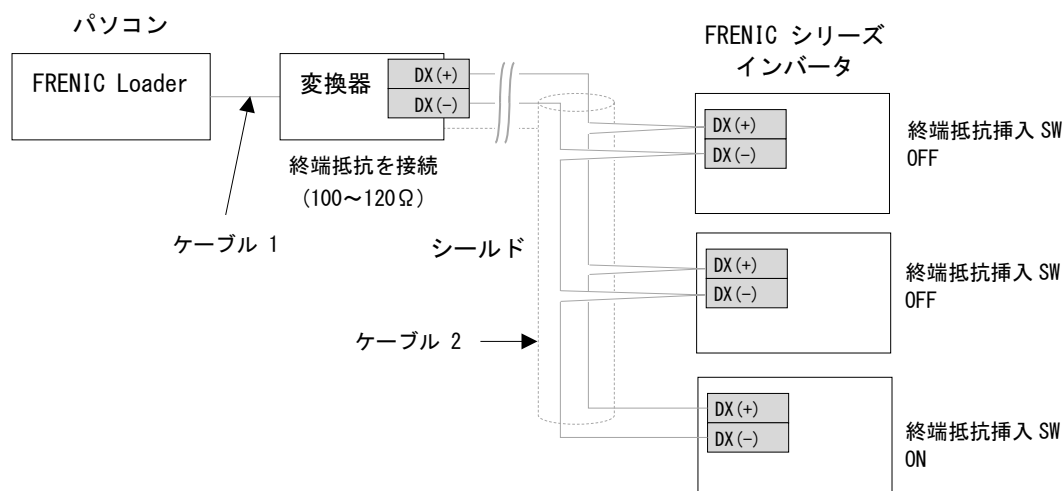 パソコン
FRENIC Loader
変換器
DX(+)
DX(−)
終端抵抗を接続
(100～120Ω)
ケーブル 1
シールド
ケーブル 2
FRENIC シリーズ
インバータ
DX(+)
DX(−)
終端抵抗挿入 SW
OFF
DX(+)
DX(−)
終端抵抗挿入 SW
OFF
DX(+)
DX(−)
終端抵抗挿入 SW
ON